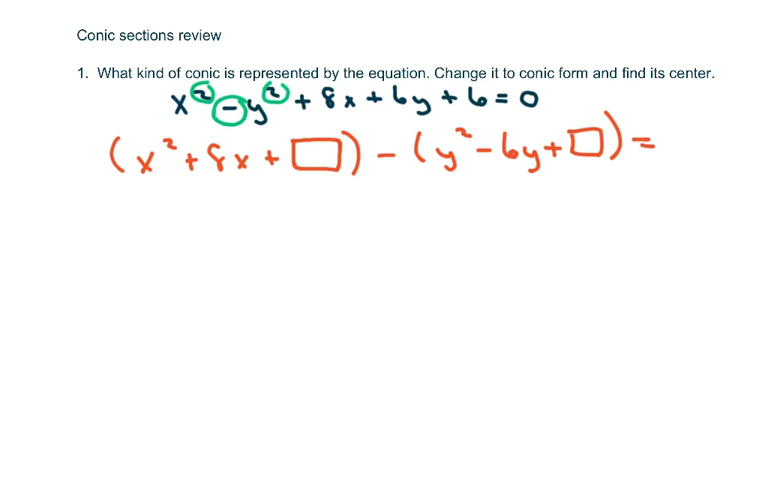 Conic sections review
1. What kind of conic is represented by the equation. Change it to conic form and find its center.
x² - y² + 8x + 6y + 6 = 0
(x² + 8x + □) - (y² - 6y + □) =